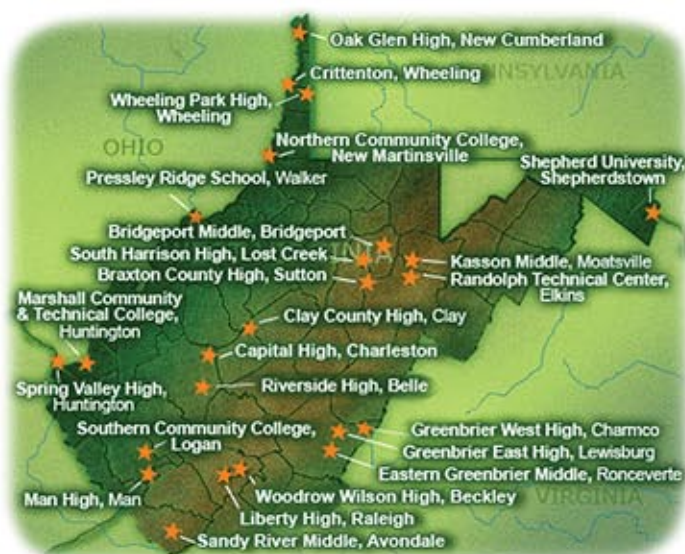 Oak Glen High, New Cumberland
Crittenton, Wheeling
NNSYLVANIA
Wheeling Park High,
Wheeling
OHIO
Northern Community College,
New Martinsville
Shepherd University,
Shepherdstown
Pressley Ridge School, Walker
Bridgeport Middle, Bridgeport
South Harrison High, Lost Creek
INIA
Kasson Middle, Moatsville
Braxton County High, Sutton
Randolph Technical Center,
Elkins
Marshall Community
& Technical College,
Huntington
Clay County High, Clay
Capital High, Charleston
Spring Valley High,
Huntington
Riverside High, Belle
Southern Community College,
Logan
Greenbrier West High, Charmco
Greenbrier East High, Lewisburg
Eastern Greenbrier Middle, Ronceverte
Man High, Man
Woodrow Wilson High, Beckley
VIRGINIA
Liberty High, Raleigh
Sandy River Middle, Avondale